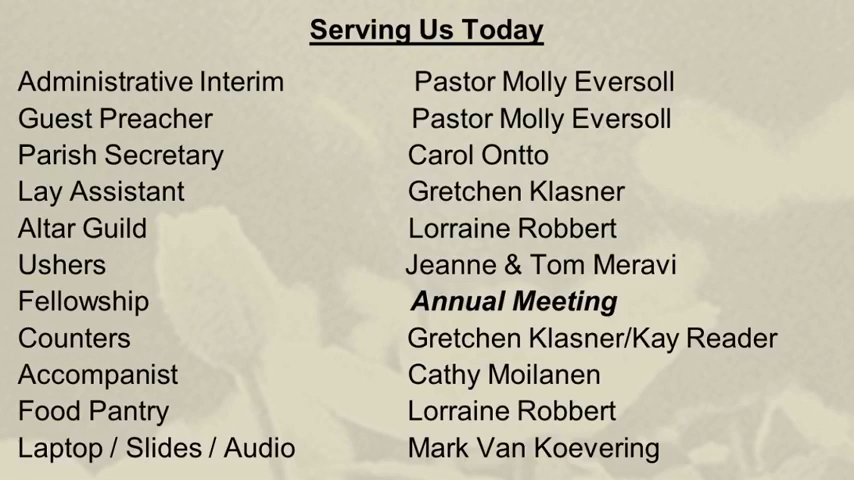 Serving Us Today
Administrative Interim Pastor Molly Eversoll
Guest Preacher Pastor Molly Eversoll
Parish Secretary Carol Ontto
Lay Assistant Gretchen Klasner
Altar Guild Lorraine Robbert
Ushers Jeanne & Tom Meravi
Fellowship Annual Meeting
Counters Gretchen Klasner/Kay Reader
Accompanist Cathy Moilanen
Food Pantry Lorraine Robbert
Laptop / Slides / Audio Mark Van Koevering